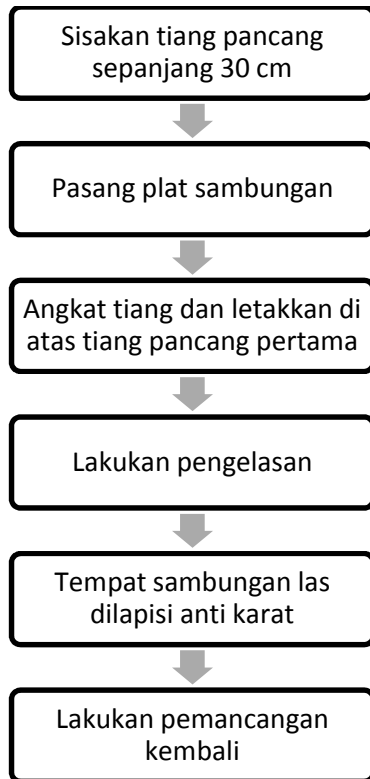 Sisakan tiang pancang
sepanjang 30 cm
Pasang plat sambungan
Angkat tiang dan letakkan di
atas tiang pancang pertama
Lakukan pengelasan
Tempat sambungan las
dilapisi anti karat
Lakukan pemancangan
kembali